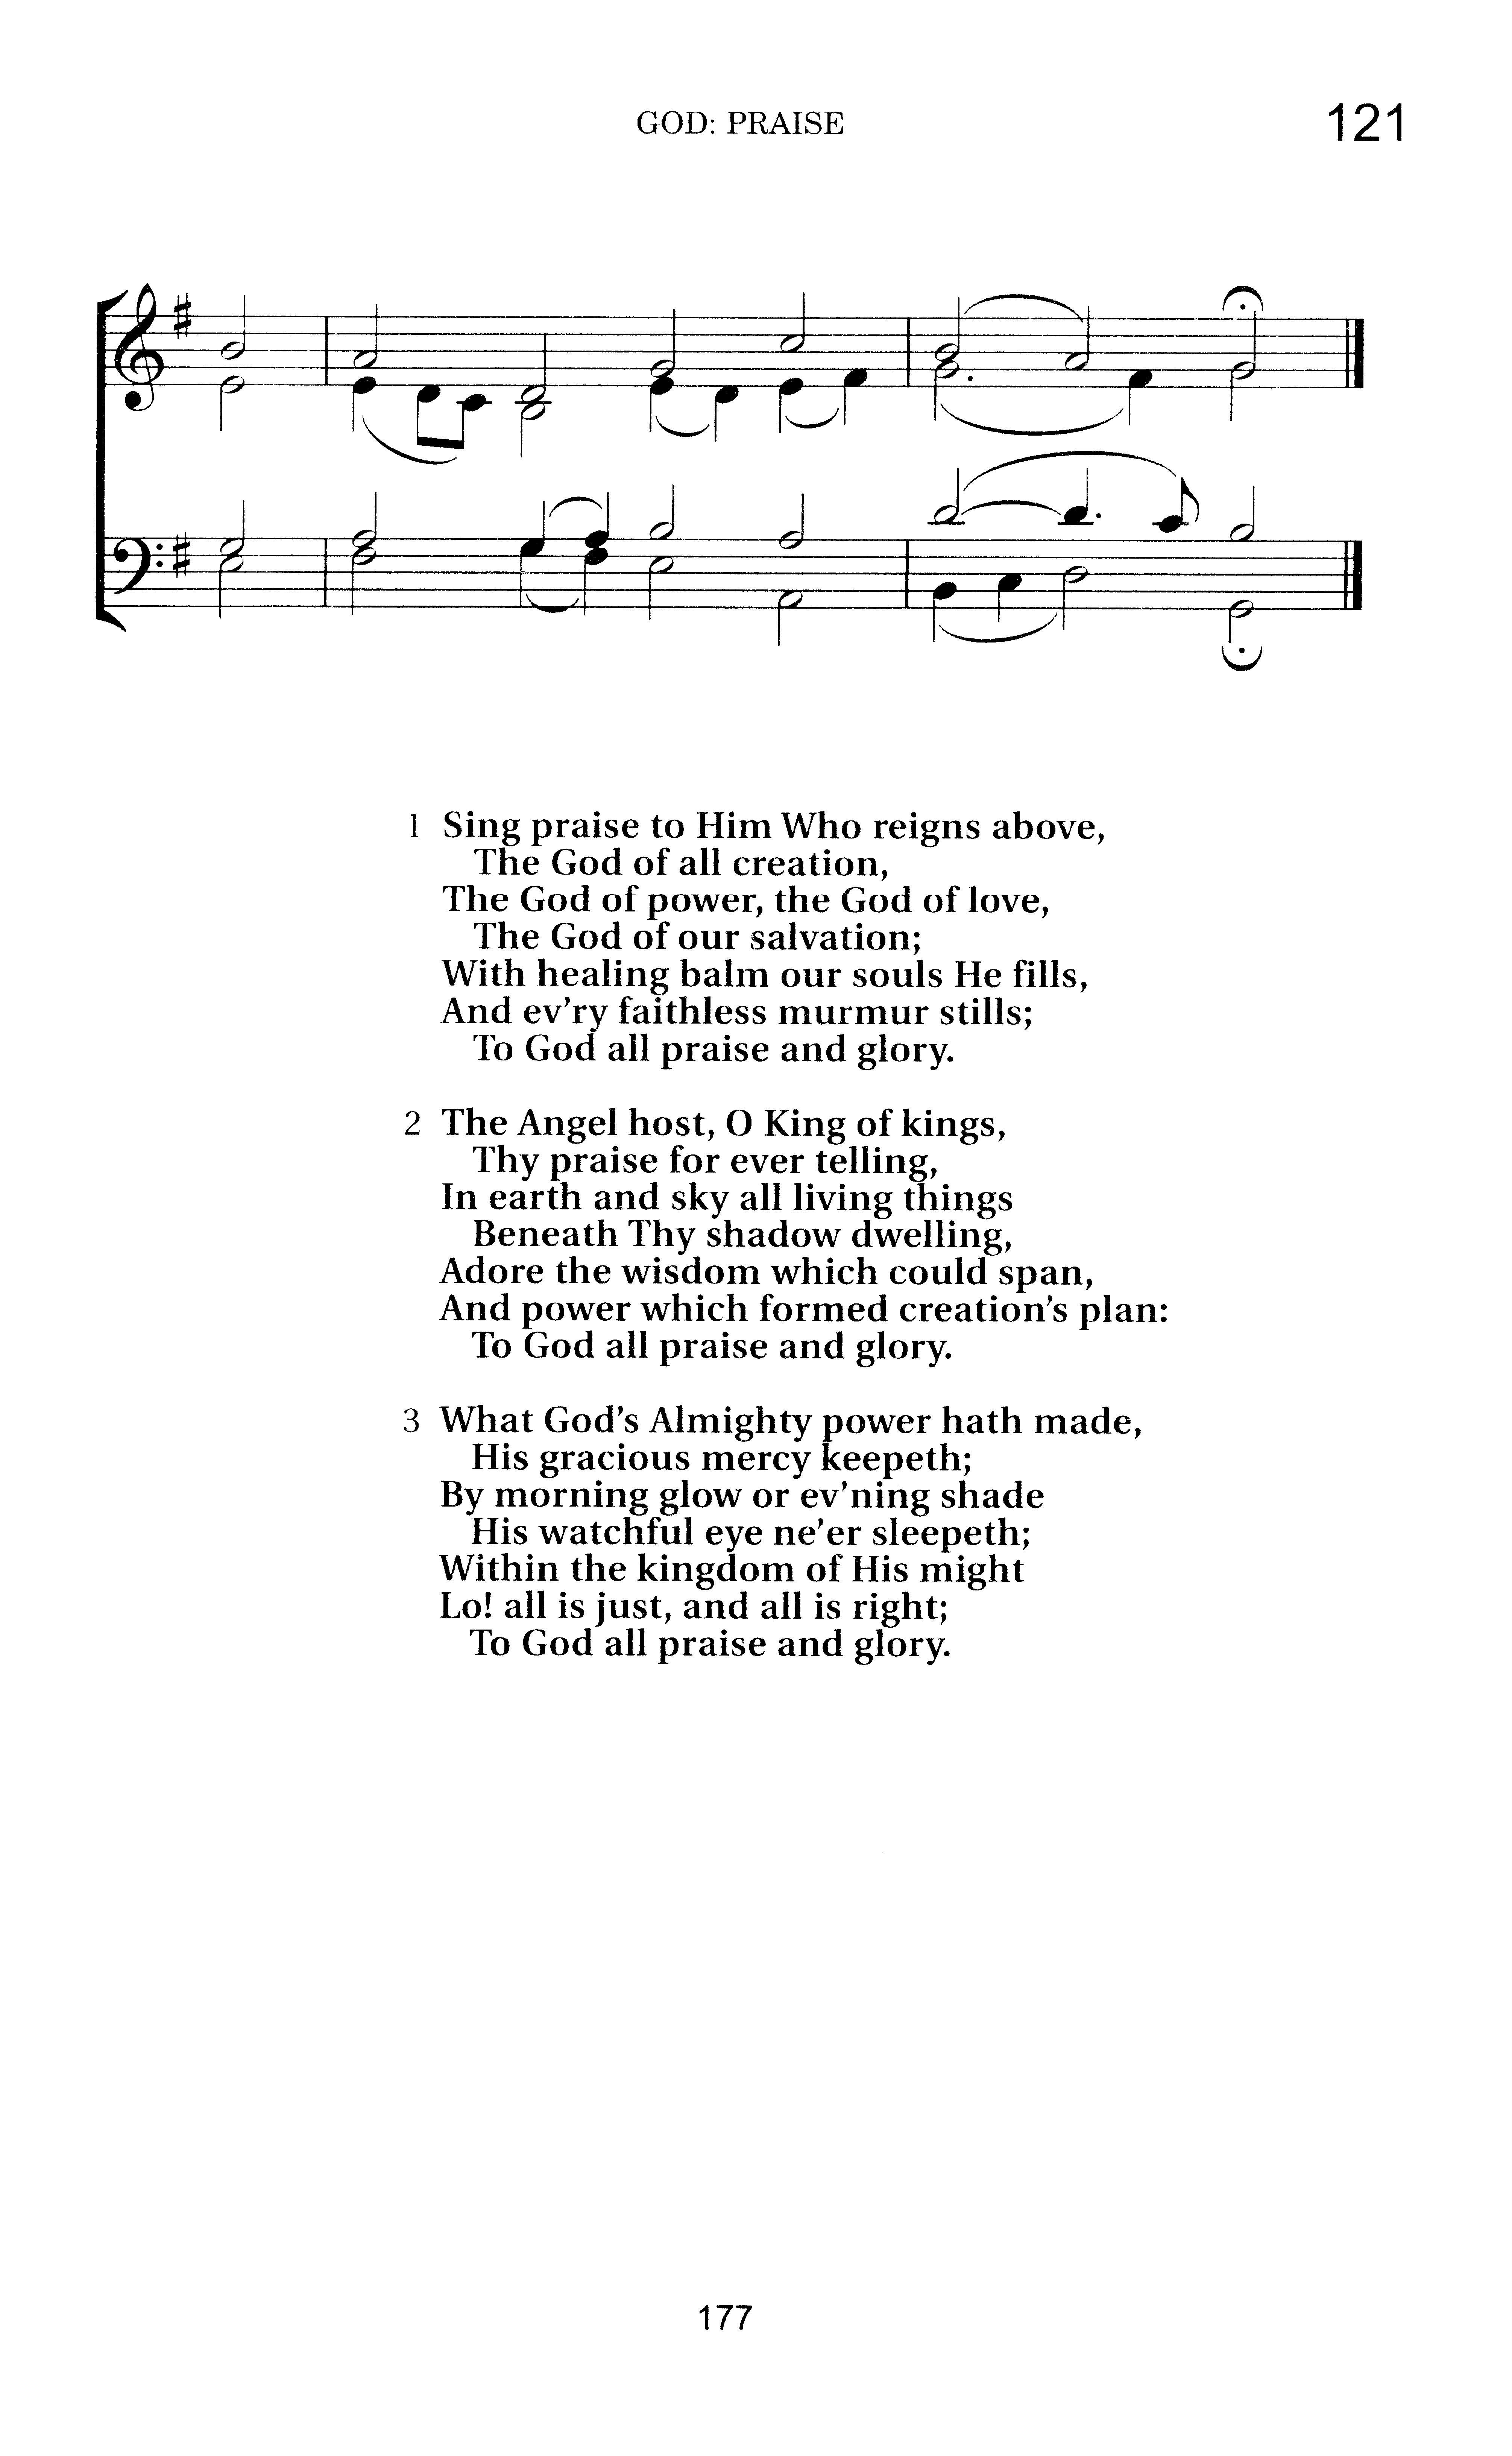 GOD: PRAISE 121
1 Sing praise to Him Who reigns above,
The God of all creation,
The God of power, the God of love,
The God of our salvation;
With healing balm our souls He fills,
And ev’ry faithless murmur stills;
To God all praise and glory.
2 The Angel host, O King of kings,
Thy praise for ever telling,
In earth and sky all living things
Beneath Thy shadow dwelling,
Adore the wisdom which could span,
And power which formed creation’s plan:
To God all praise and glory.
3 What God’s Almighty power hath made,
His gracious mercy keepeth;
By morning glow or ev’ning shade
His watchful eye ne’er sleepeth;
Within the kingdom of His might
Lo! all is just, and all is right;
To God all praise and glory.
177